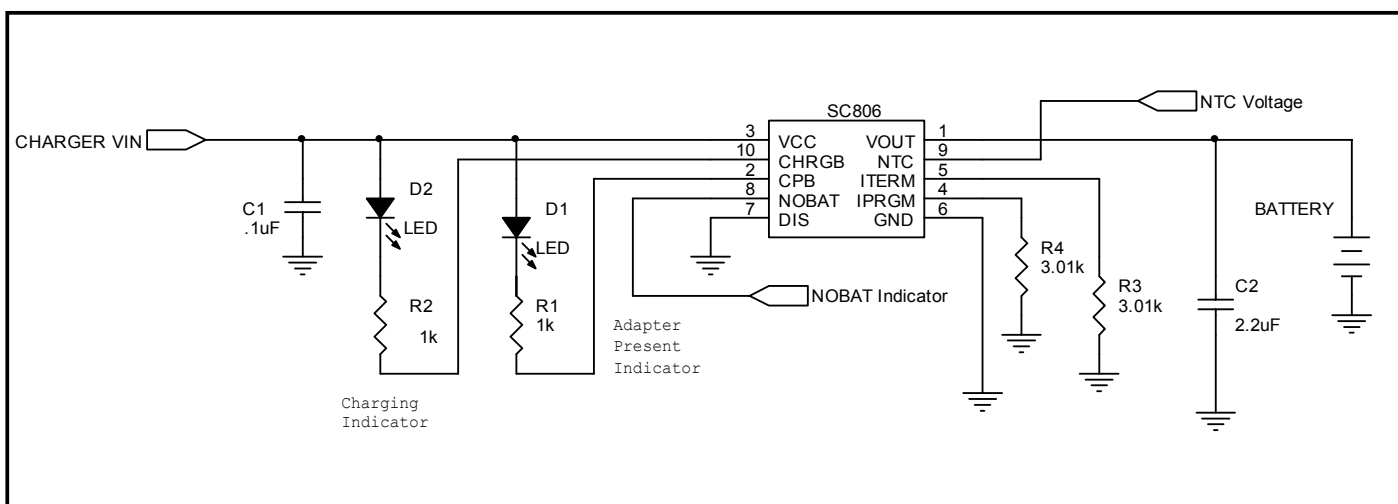 SC806
NTC Voltage
CHARGER VIN
3
VCC
VOUT
1
10
CHRGB
NTC
9
2
CPB
ITERM
5
8
NOBAT
IPRGM
4
7
DIS
GND
6
D2
LED
D1
LED
C1
.1uF
BATTERY
R4
3.01k
R3
3.01k
C2
2.2uF
NOBAT Indicator
R2
1k
R1
1k
Adapter
Present
Indicator
Charging
Indicator